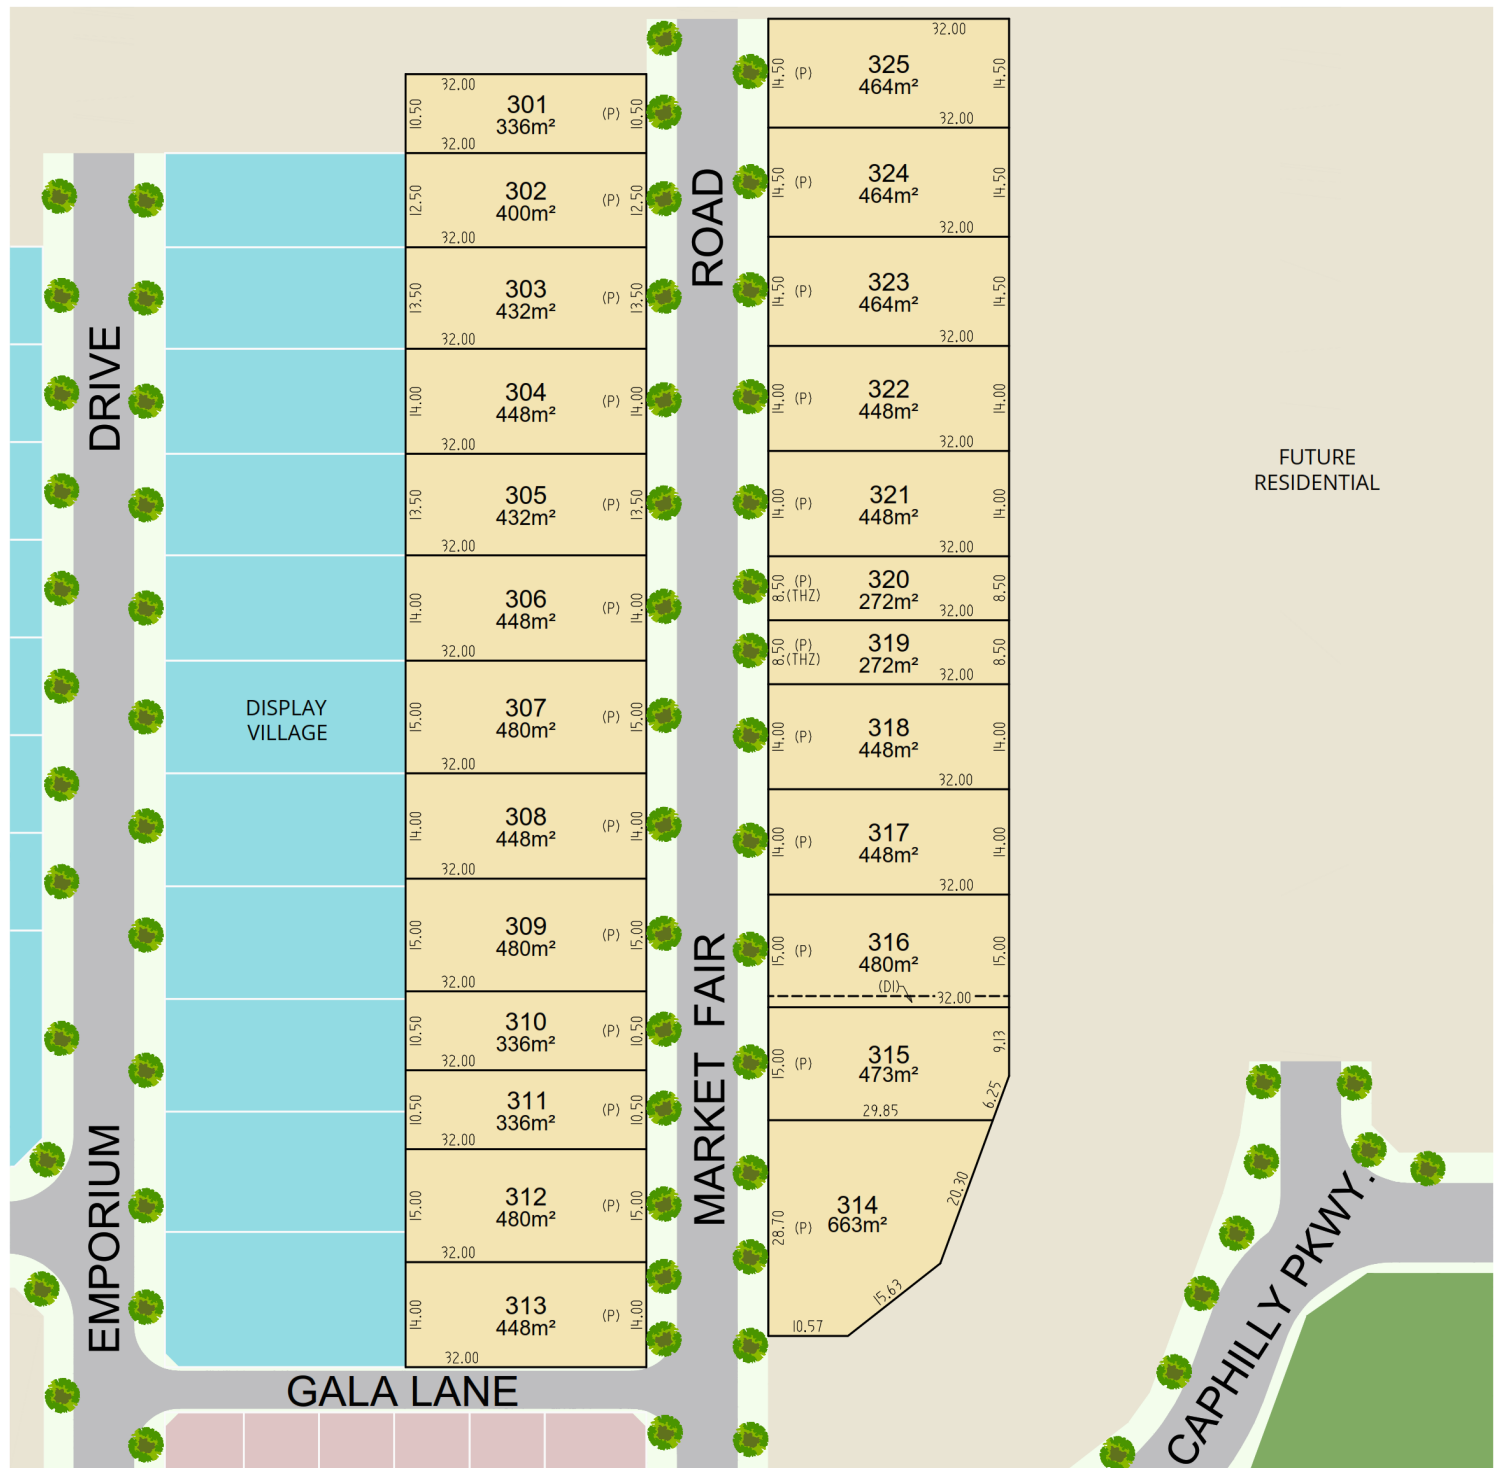 32.00
10.50
301
336m²
(P)
10.50
32.00
12.50
302
400m²
(P)
12.50
32.00
13.50
303
432m²
(P)
13.50
32.00
14.00
304
448m²
(P)
14.00
32.00
13.50
305
432m²
(P)
13.50
32.00
14.00
306
448m²
(P)
14.00
32.00
15.00
307
480m²
(P)
15.00
32.00
14.00
308
448m²
(P)
14.00
32.00
15.00
309
480m²
(P)
15.00
32.00
10.50
310
336m²
(P)
10.50
32.00
10.50
311
336m²
(P)
10.50
32.00
15.00
312
480m²
(P)
15.00
32.00
14.00
313
448m²
(P)
14.00
32.00
32.00
14.50
(P)
325
464m²
14.50
32.00
14.50
(P)
324
464m²
14.50
32.00
14.50
(P)
323
464m²
14.50
32.00
14.00
(P)
322
448m²
14.00
32.00
14.00
(P)
321
448m²
14.00
32.00
8.50
(P)
(THZ)
320
272m²
8.50
32.00
8.50
(P)
(THZ)
319
272m²
8.50
32.00
14.00
(P)
318
448m²
14.00
32.00
14.00
(P)
317
448m²
14.00
32.00
15.00
(P)
316
480m²
15.00
(D1)
32.00
15.00
(P)
315
473m²
9.13
6.25
29.85
28.70
(P)
314
663m²
20.30
15.63
10.57
EMPORIUM DRIVE
DISPLAY
VILLAGE
MARKET FAIR ROAD
GALA LANE
FUTURE
RESIDENTIAL
CAPHILLY PKWY.